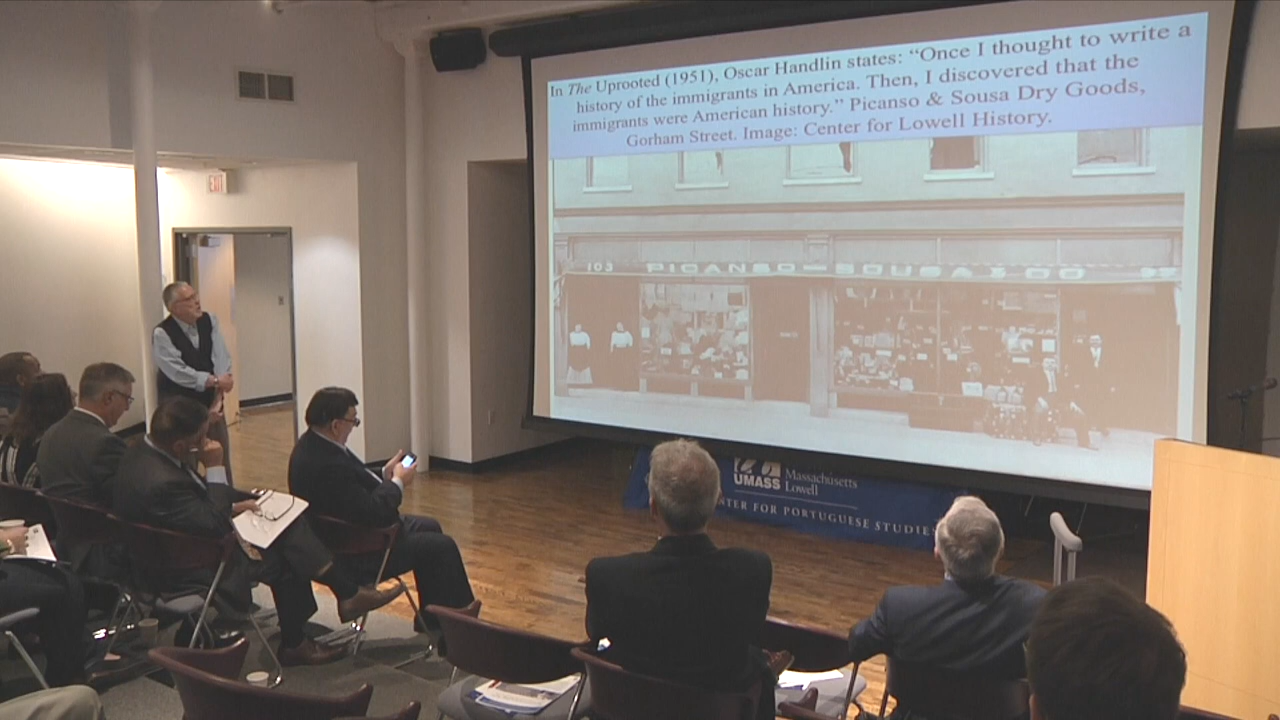 In The Uprooted (1951), Oscar Handlin states: “Once I thought to write a
history of the immigrants in America. Then, I discovered that the
immigrants were American history.” Picanso & Sousa Dry Goods,
Gorham Street. Image: Center for Lowell History.
EXIT
103 PICANSO SOUSA & CO
UMASS Massachusetts
Lowell
CENTER FOR PORTUGUESE STUDIES